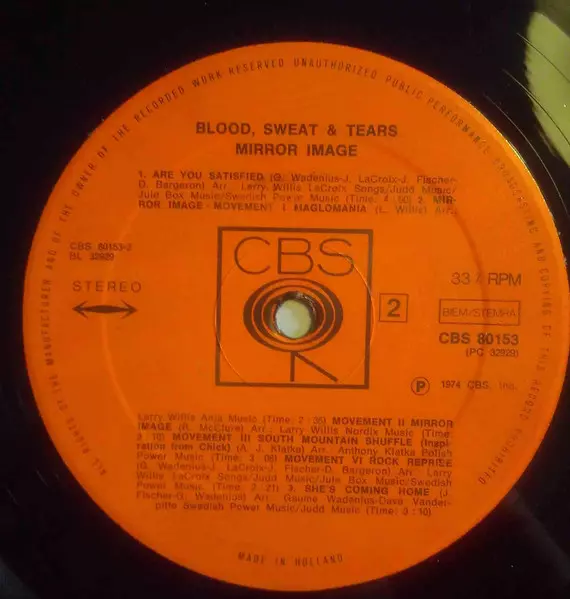 ALL RIGHTS OF THE MANUFACTURER AND OF THE OWNER OF THE RECORDED WORK RESERVED UNAUTHORIZED PUBLIC PERFORMANCE BROADCASTING AND COPYING OF THIS RECORD PROHIBITED
BLOOD, SWEAT & TEARS
MIRROR IMAGE
1. ARE YOU SATISFIED (G. Wadenius-J. LaCroix-J. Fischer-
D. Bargeron) Arr. Larry Willis LaCroix Songs/Judd Music/
Jule Box Music/Swedish Power Music (Time: 4:50) 2. MIR-
ROR IMAGE - MOVEMENT I HAGLOMANIA (L. Willis) Arr.
CBS 80153-2
BL 32929
STEREO
CBS
2
33 RPM
BIEM/STEMRA
CBS 80153
(PC 32929)
P 1974 CBS, Inc.
Larry Willis Anja Music (Time: 2:35) MOVEMENT II MIRROR
IMAGE (R. McClure) Arr.: Larry Willis Nordix Music (Time:
3:10) MOVEMENT III SOUTH MOUNTAIN SHUFFLE (Inspi-
ration from Chick) (A. J. Klatka) Arr. Anthony Klatka Polish
Power Music (Time: 3) MOVEMENT VI ROCK REPRISE
(G. Wadenius-J. LaCroix-J. Fischer-D. Bargeron) Arr. Larry
Willis LaCroix Songs/Judd Music/Jule Box Music/Swedish
Power Music. (Time: 2:21) 3. SHE'S COMING HOME (J.
Fischer-G. Wadenius) Arr. Wadenius-Dave Vander-
pitte Swedish Power Music/Judd Music (Time: 3:10)
MADE IN HOLLAND